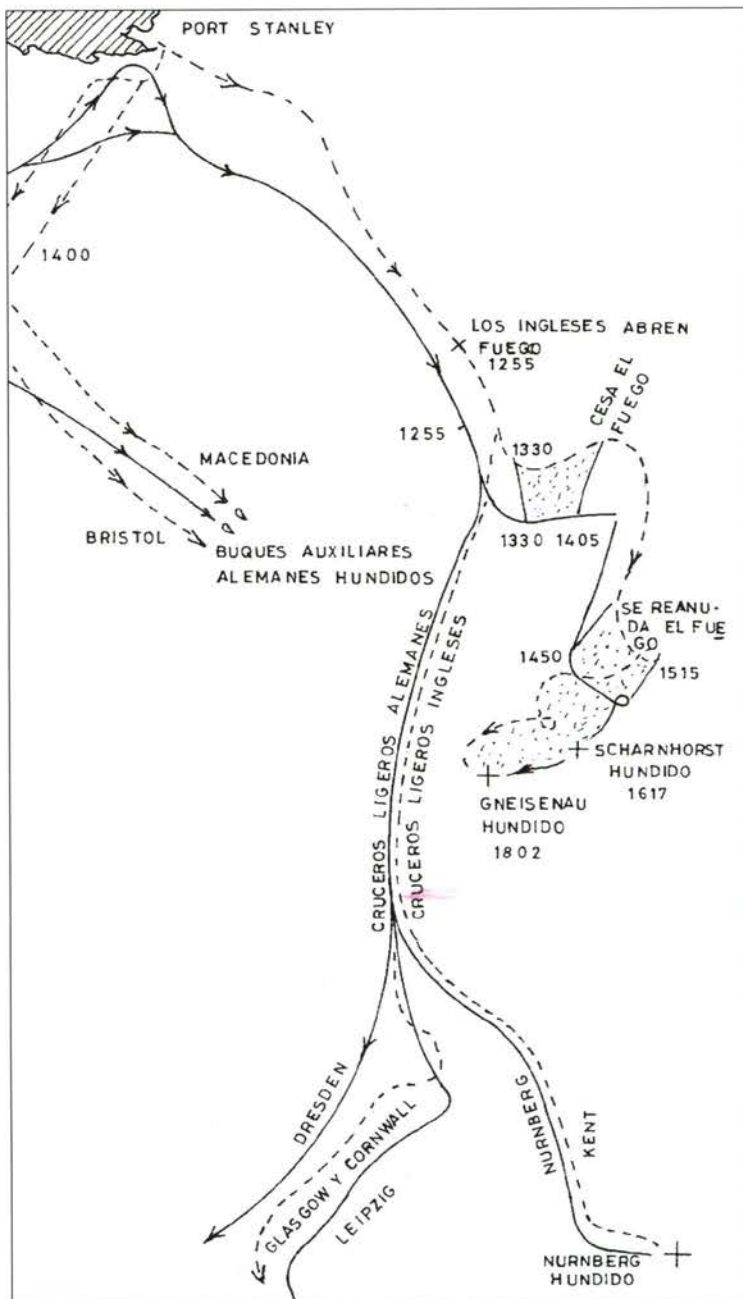 PORT STANLEY
1400
LOS INGLESES ABREN
FUEGO
1255
CESA EL
FUEGO
1255
1330
MACEDONIA
BRISTOL
BUQUES AUXILIARES
ALEMANES HUNDIDOS
1330 1405
SE REANU-
DA EL FUE
GO
1450
1515
SCHARNHORST
HUNDIDO
1617
GNEISENAU
HUNDIDO
1802
CRUCEROS LIGEROS ALEMANES
CRUCEROS LIGEROS INGLESES
DRESDEN
GLASGOW Y CORNWALL
LEIPZIG
NURNBERG
KENT
NURNBERG
HUNDIDO